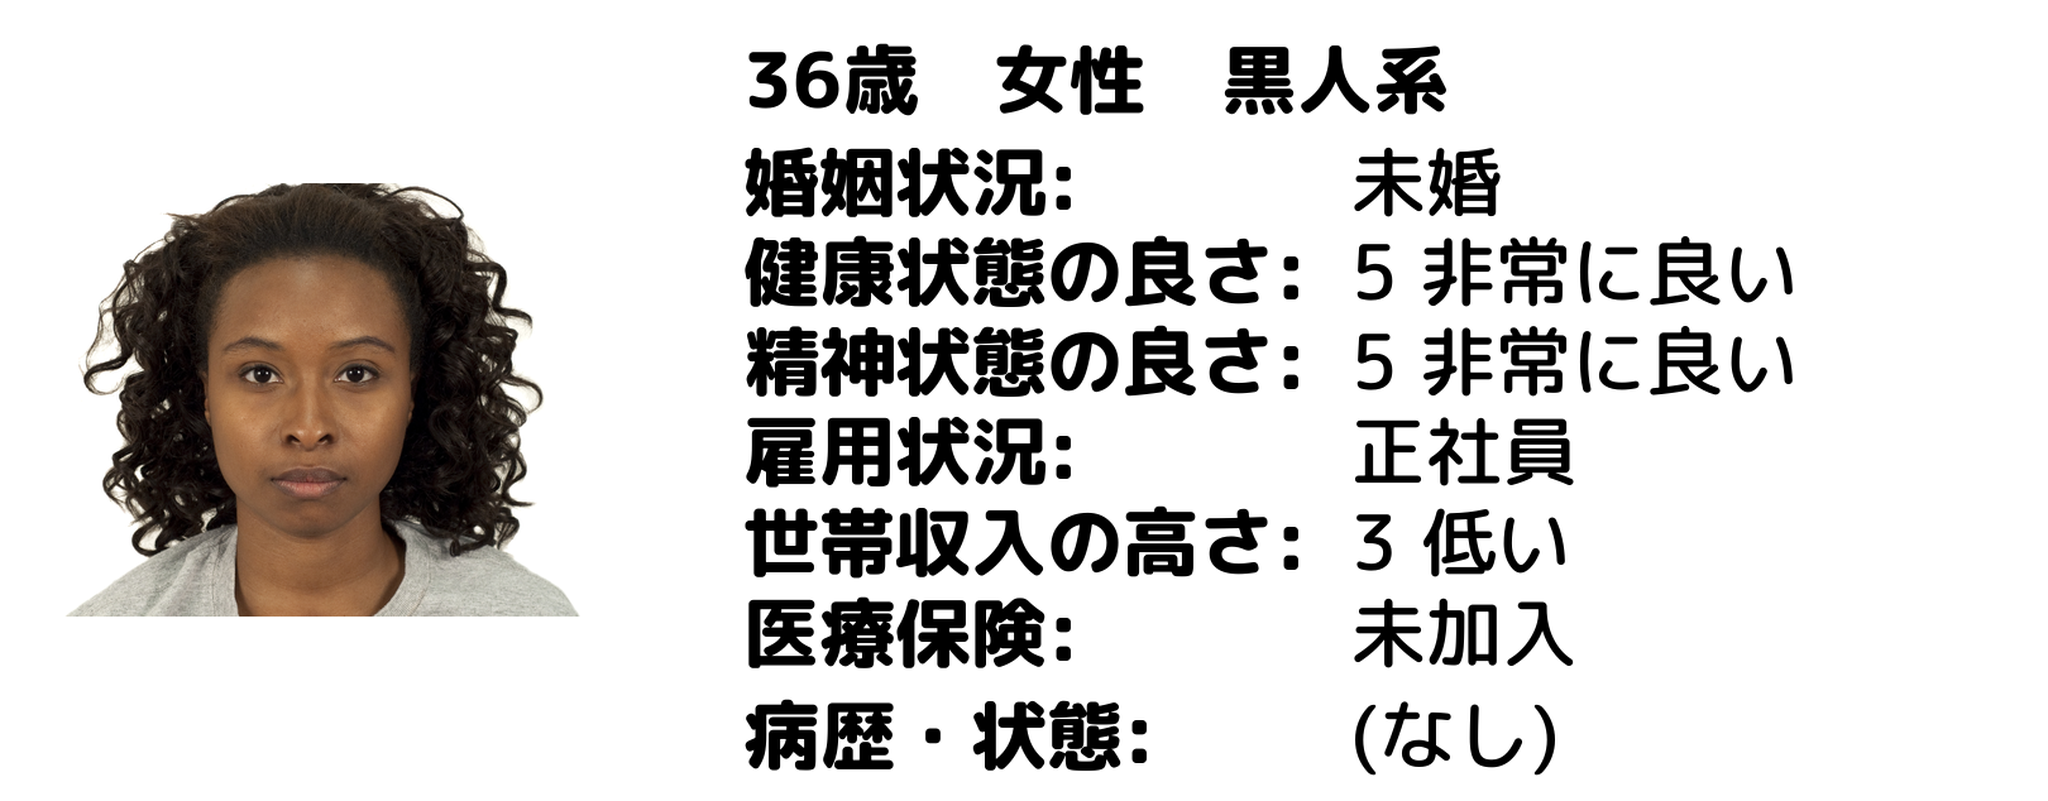 36歳　女性　黒人系
婚姻状況: 未婚
健康状態の良さ: 5 非常に良い
精神状態の良さ: 5 非常に良い
雇用状況: 正社員
世帯収入の高さ: 3 低い
医療保険: 未加入
病歴・状態: (なし)